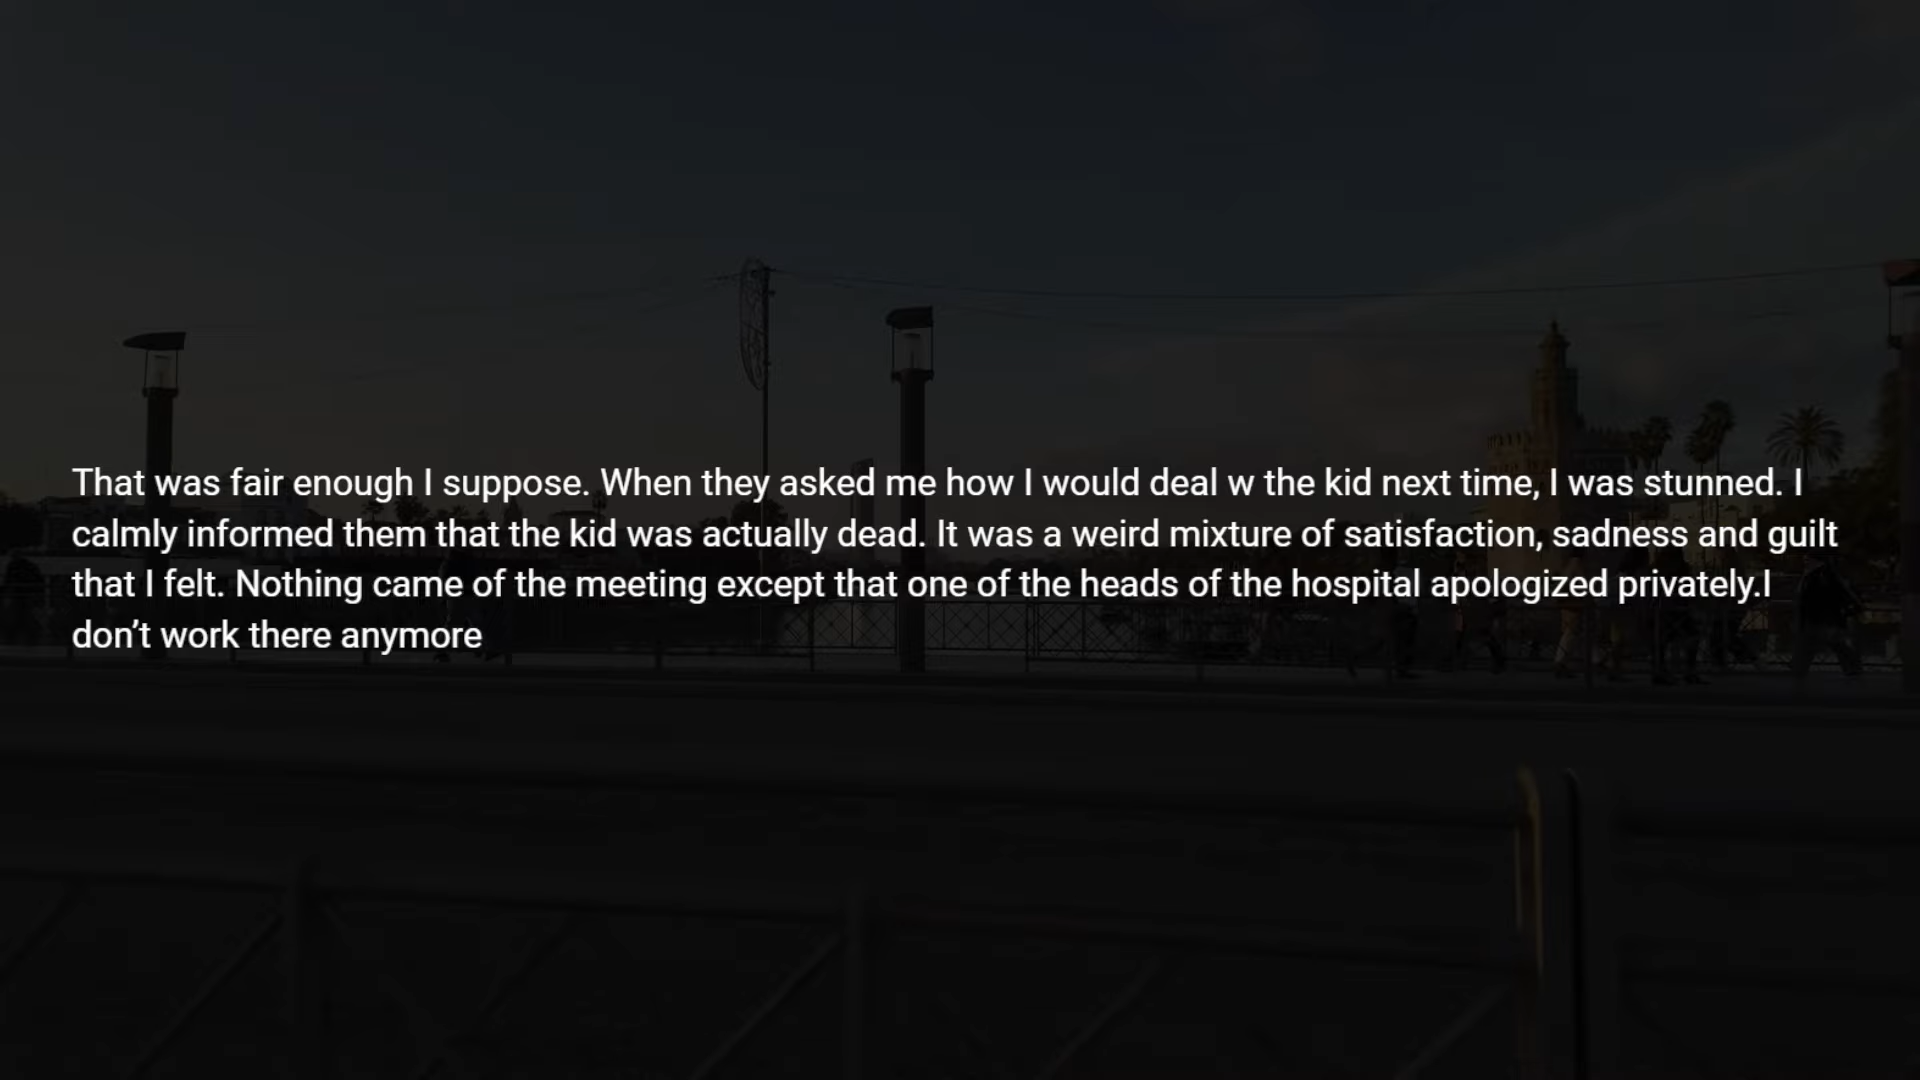 That was fair enough I suppose. When they asked me how I would deal w the kid next time, I was stunned. I
calmly informed them that the kid was actually dead. It was a weird mixture of satisfaction, sadness and guilt
that I felt. Nothing came of the meeting except that one of the heads of the hospital apologized privately.I
don’t work there anymore